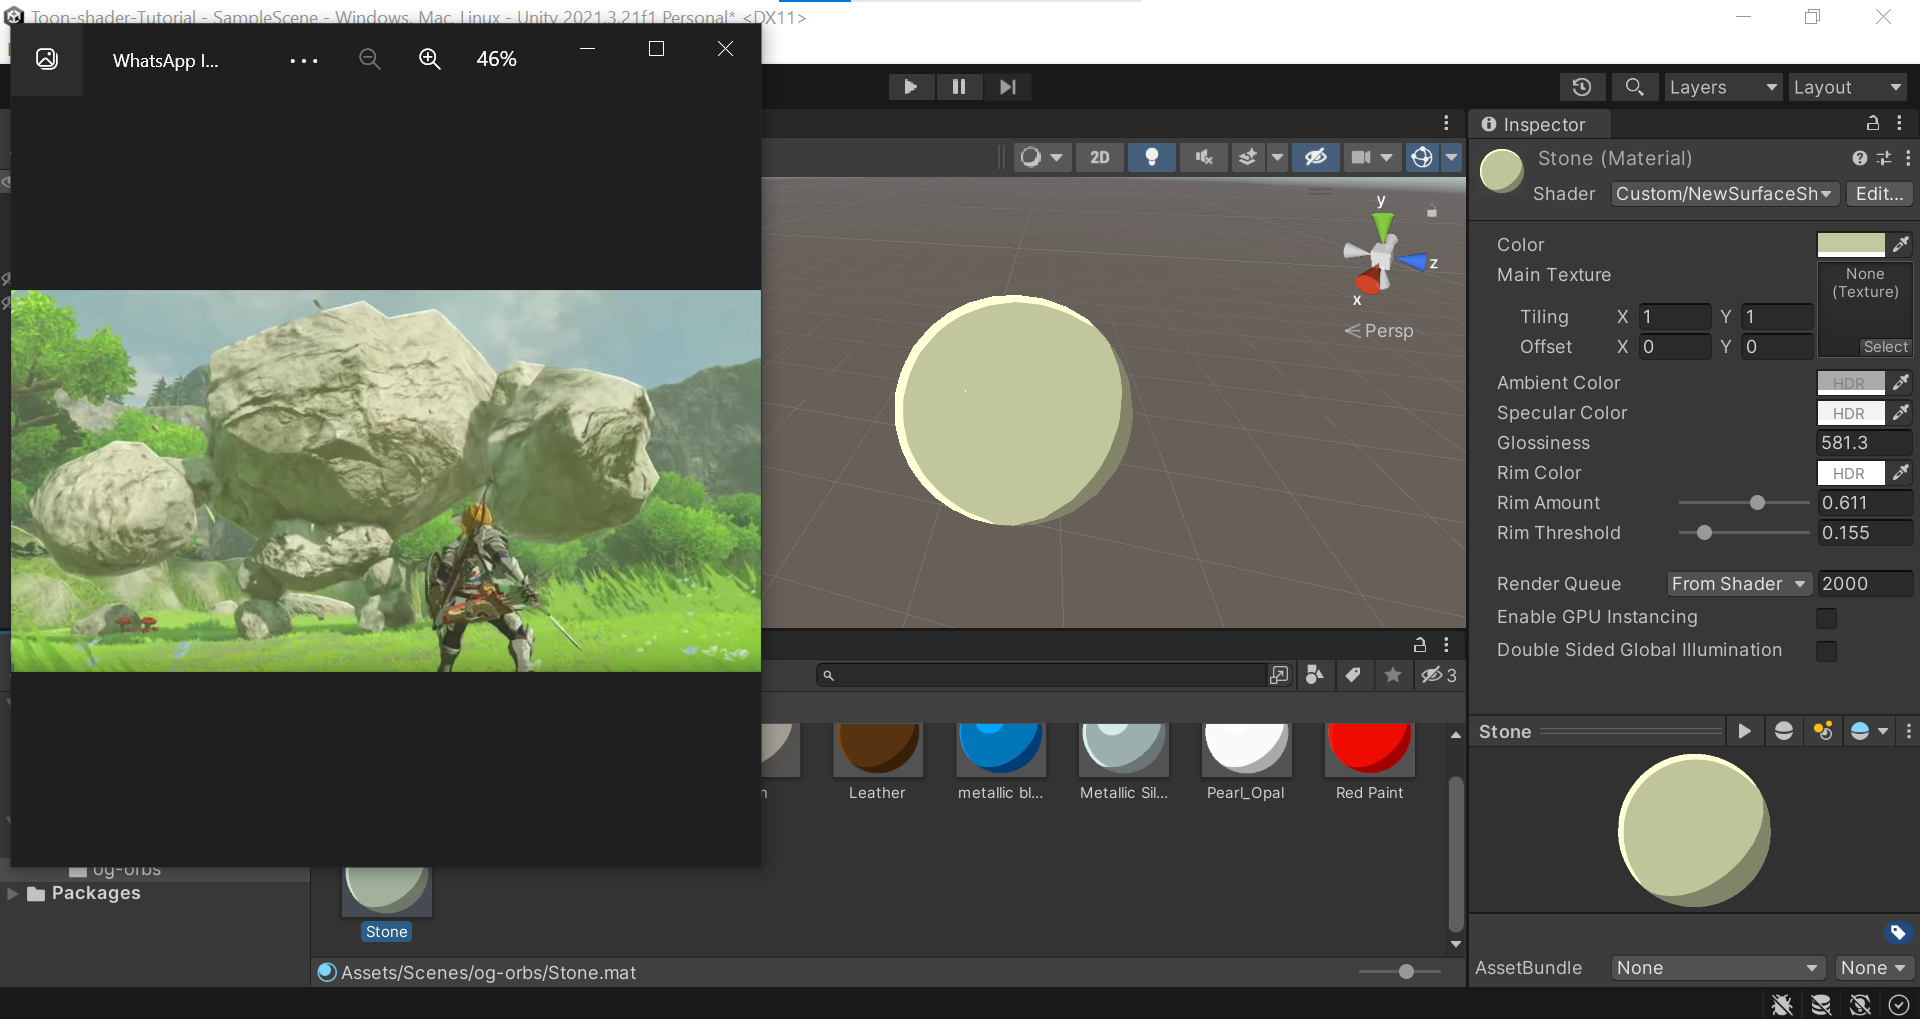 Toon-shader-Tutorial - SampleScene - Windows, Mac, Linux - Unity 2021.3.21f1 Personal* <DX11>
WhatsApp I...
46%
Layers
Layout
Inspector
2D
Stone (Material)
Shader
Custom/NewSurfaceSh
Edit...
y
z
x
Persp
Color
Main Texture
None
(Texture)
Tiling X 1 Y 1
Offset X 0 Y 0
Select
Ambient Color HDR
Specular Color HDR
Glossiness 581.3
Rim Color HDR
Rim Amount 0.611
Rim Threshold 0.155
Render Queue From Shader 2000
Enable GPU Instancing
Double Sided Global Illumination
3
Stone
Leather
metallic bl...
Metallic Sil...
Pearl_Opal
Red Paint
og-orbs
Packages
Stone
Assets/Scenes/og-orbs/Stone.mat
AssetBundle None None